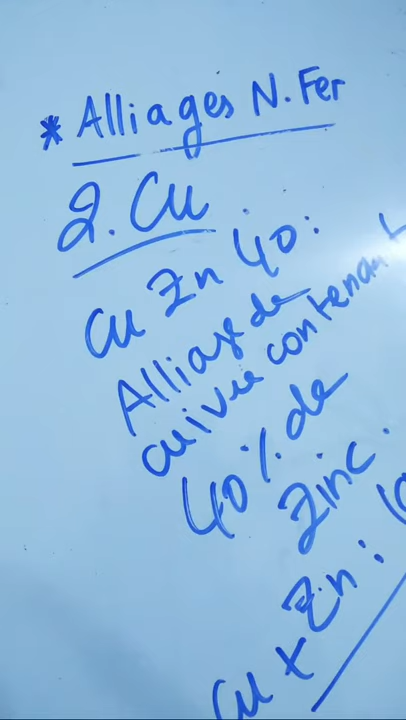 * Alliages N. Fer
2. Cu
Cu Zn 40:
Alliage de
cuivre contenant
40% de
Zinc.
Cu + Zn: